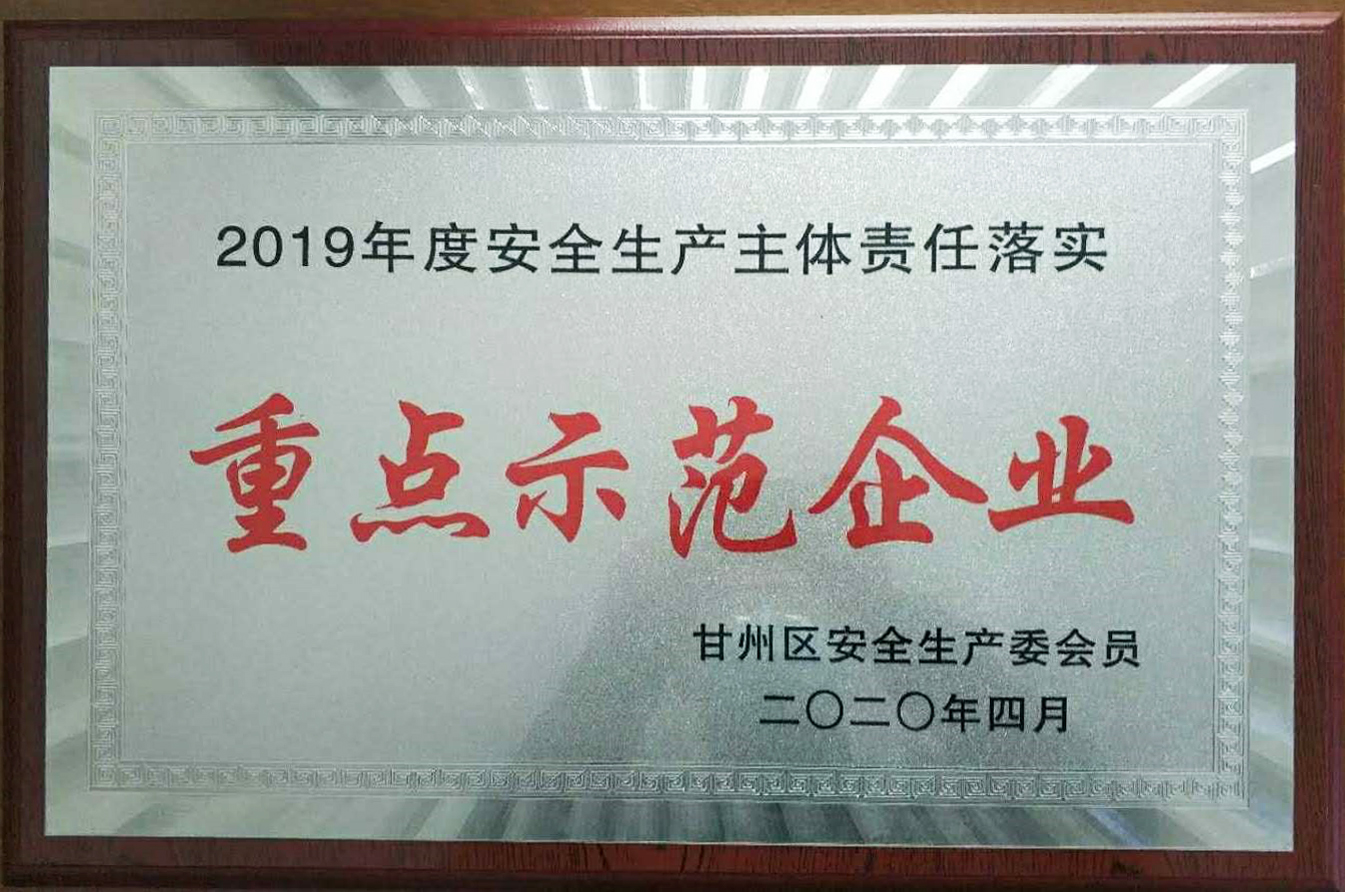 2019年度安全生产主体责任落实
重点示范企业
甘州区安全生产委会员
二〇二〇年四月